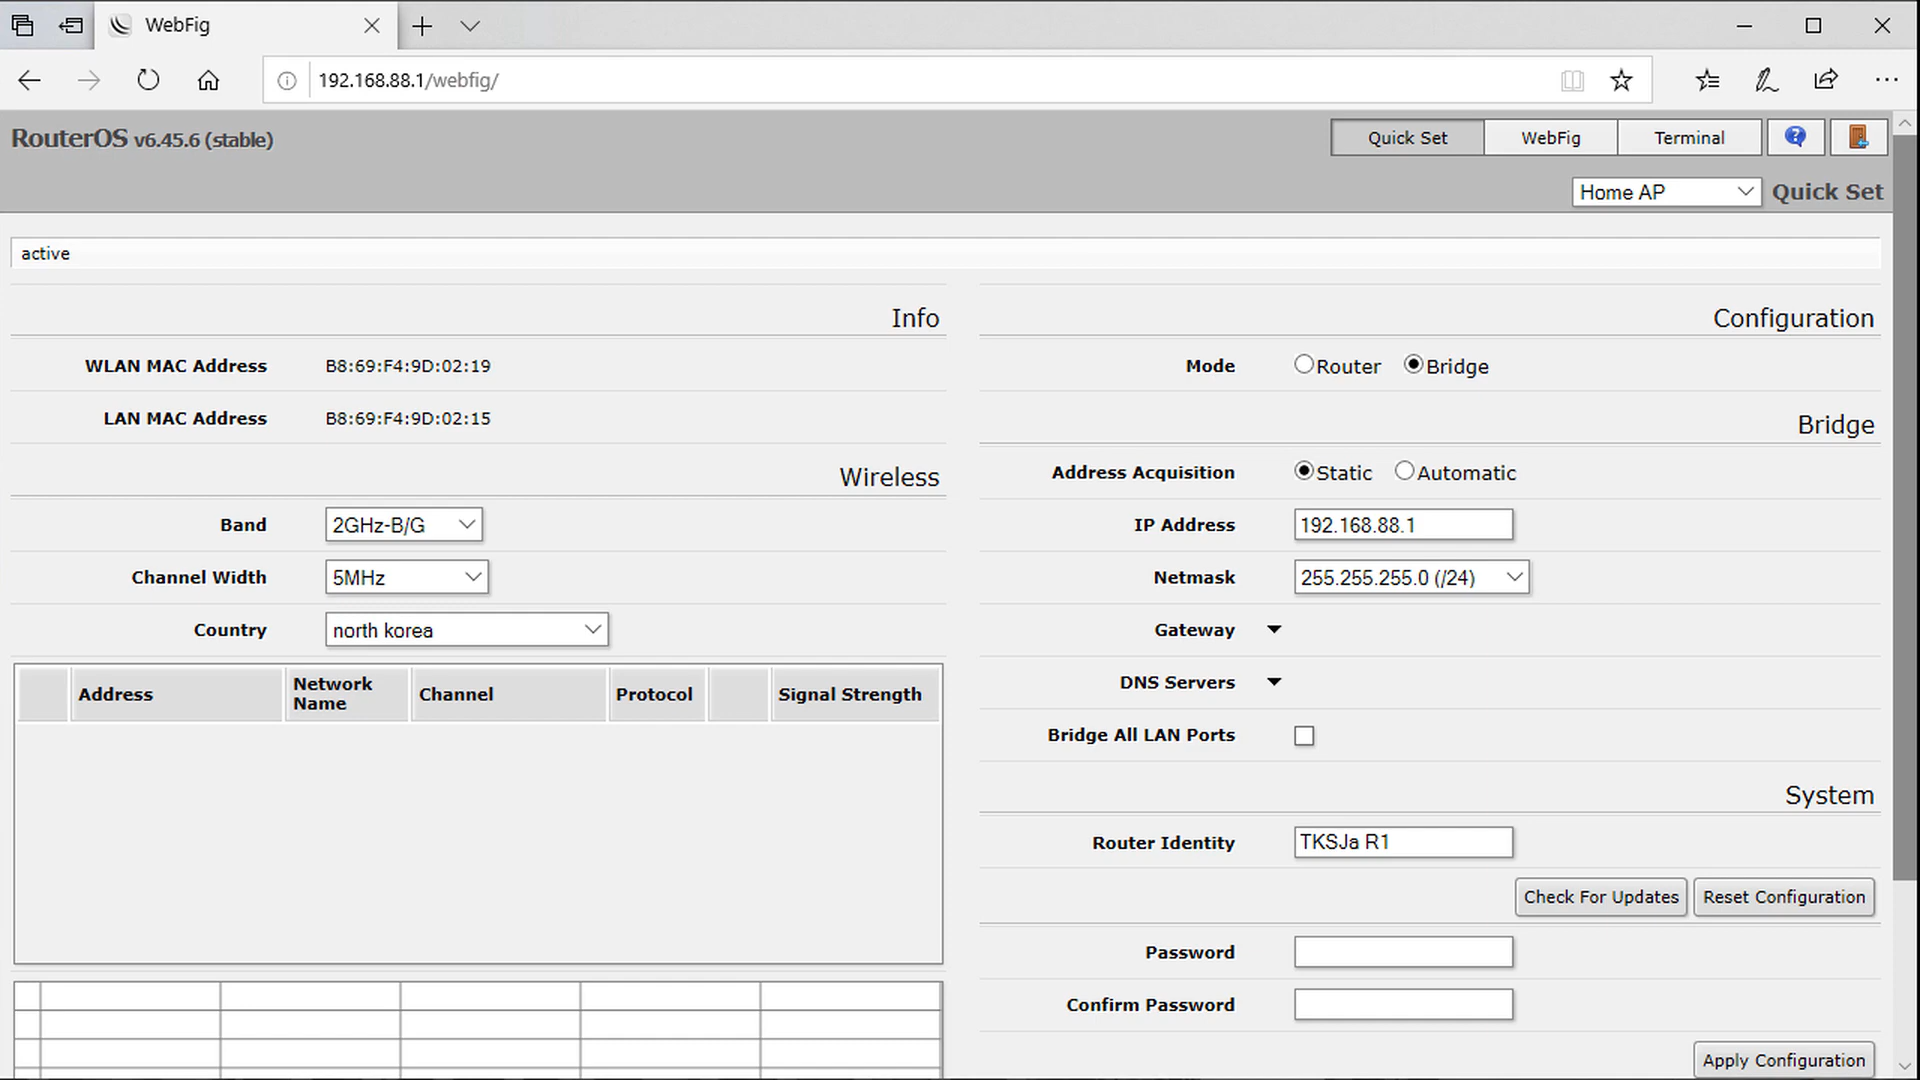 WebFig
192.168.88.1/webfig/
RouterOS v6.45.6 (stable)
Quick Set
WebFig
Terminal
Home AP
Quick Set
active
Info
WLAN MAC Address B8:69:F4:9D:02:19
LAN MAC Address B8:69:F4:9D:02:15
Wireless
Band 2GHz-B/G
Channel Width 5MHz
Country north korea
Address Network Name Channel Protocol Signal Strength
Configuration
Mode Router Bridge
Bridge
Address Acquisition Static Automatic
IP Address 192.168.88.1
Netmask 255.255.255.0 (/24)
Gateway
DNS Servers
Bridge All LAN Ports
System
Router Identity TKSJa R1
Check For Updates Reset Configuration
Password
Confirm Password
Apply Configuration